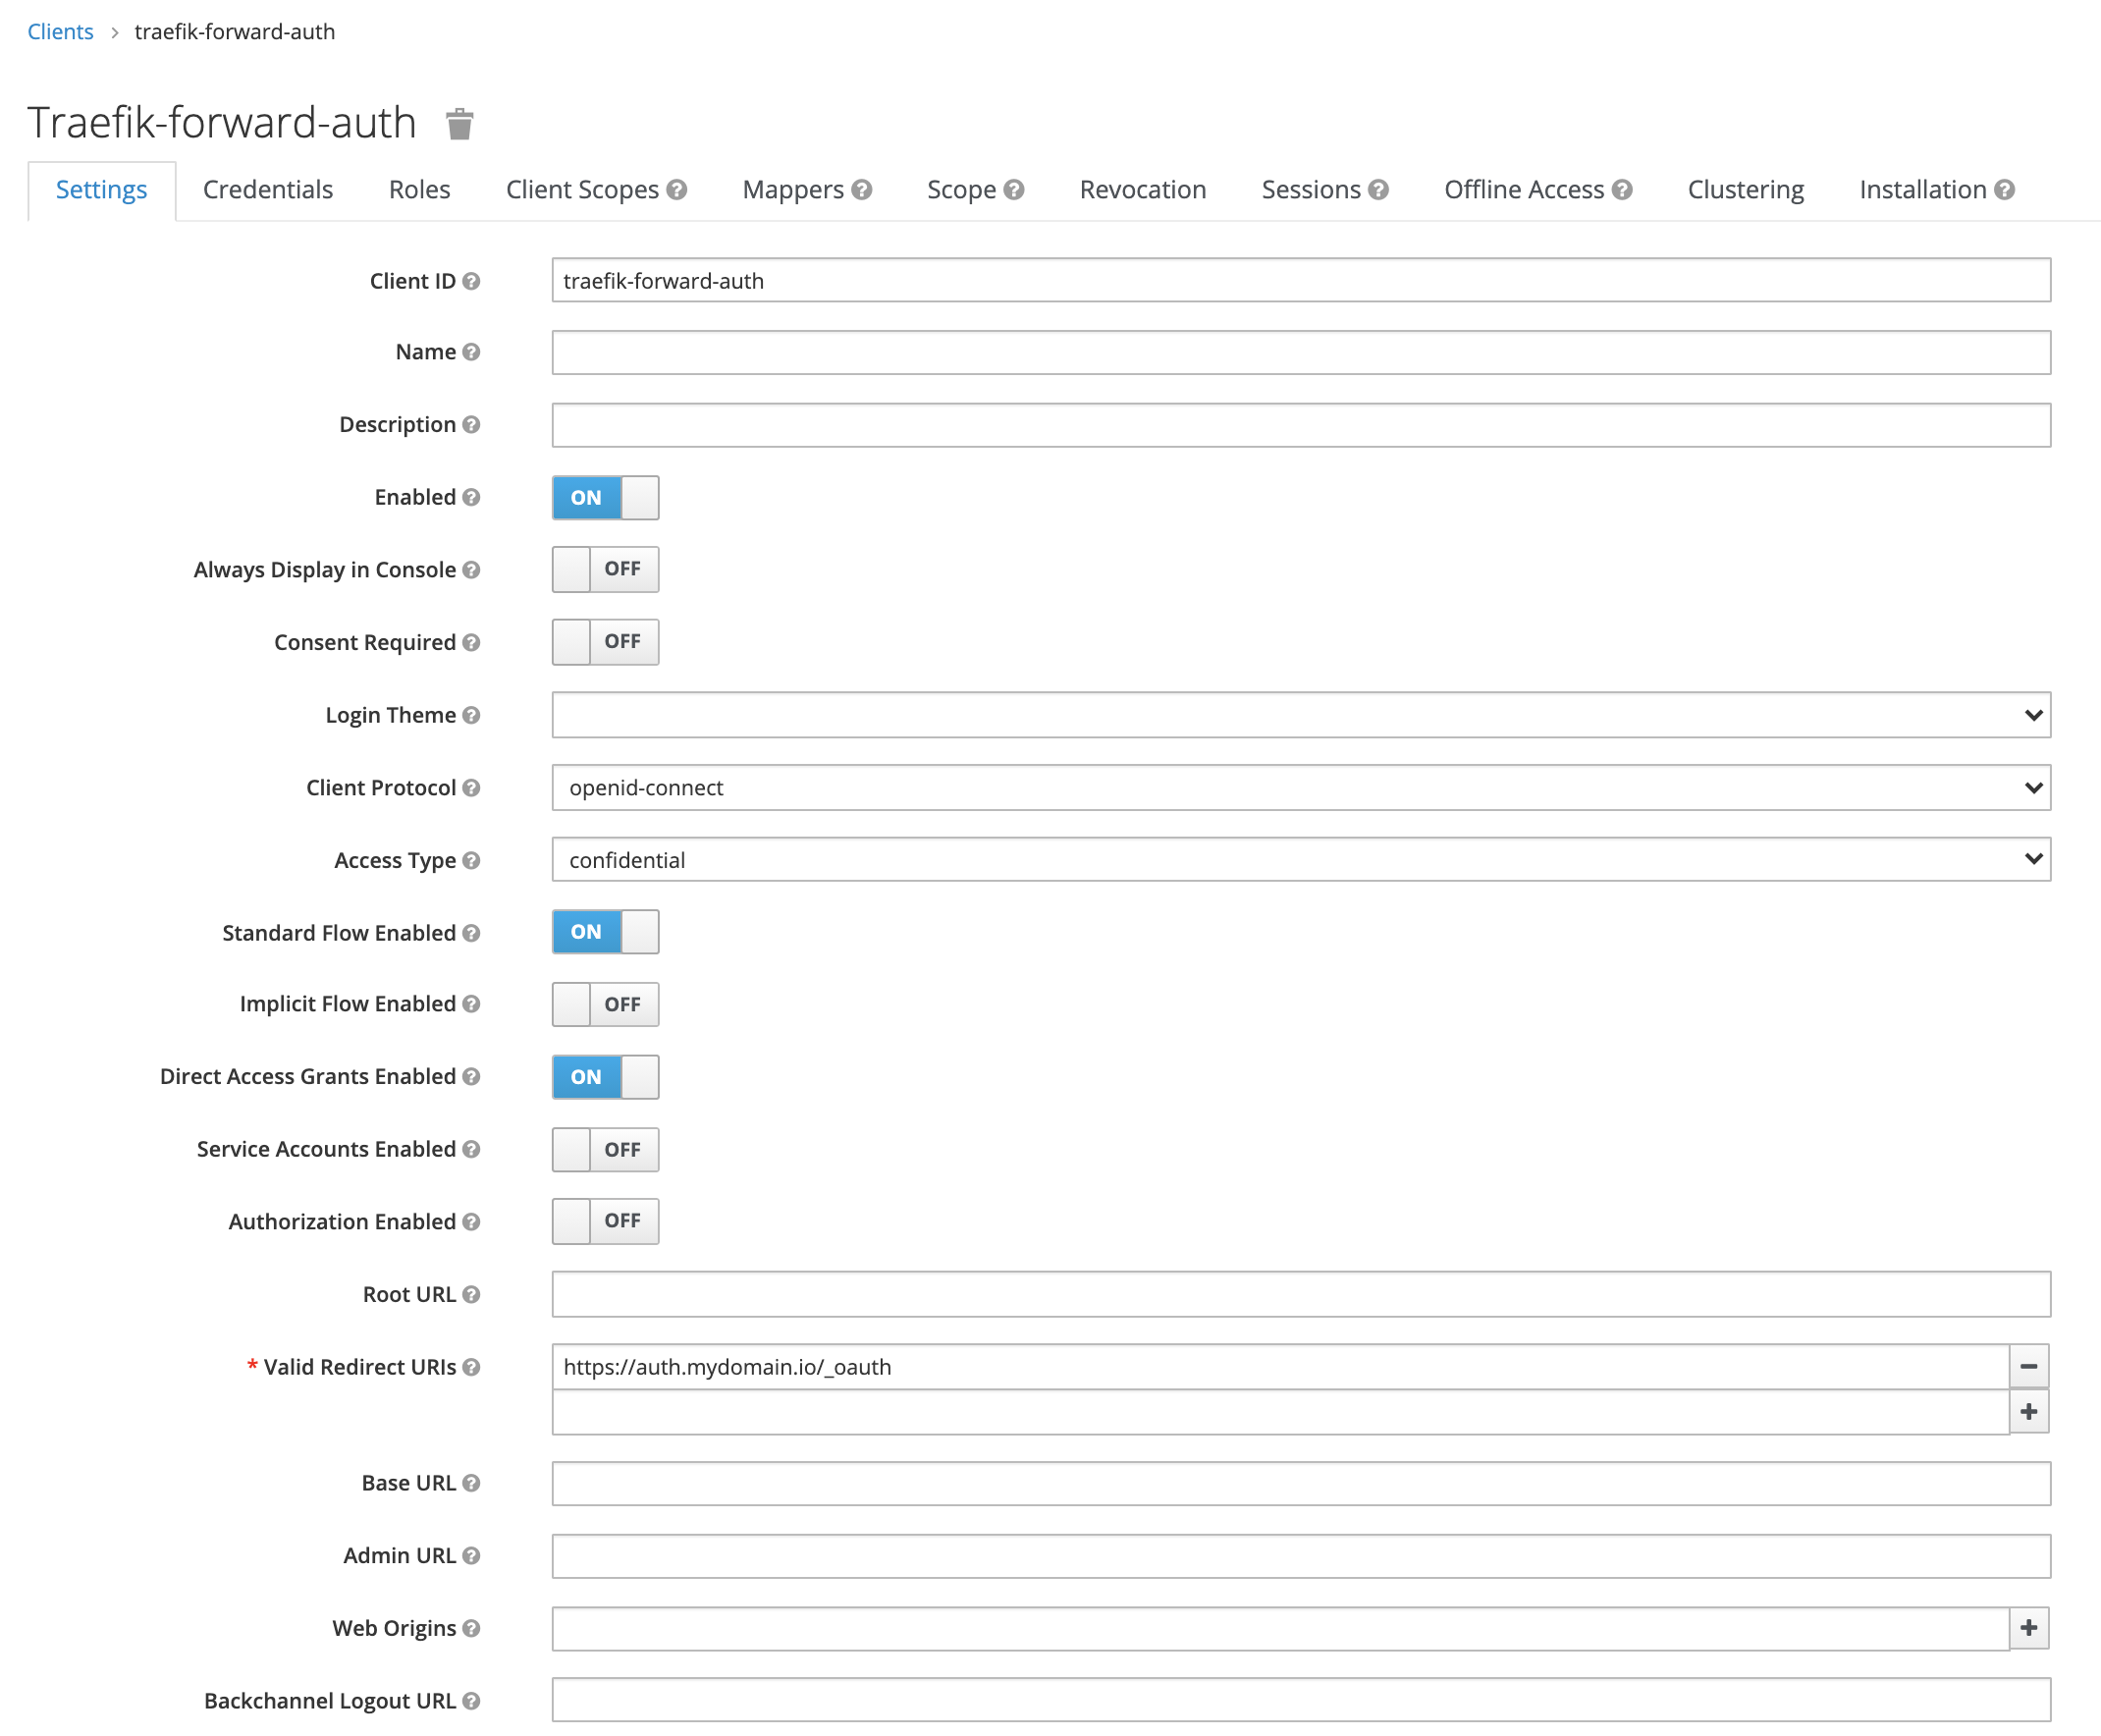 Clients > traefik-forward-auth
Traefik-forward-auth
Settings Credentials Roles Client Scopes Mappers Scope Revocation Sessions Offline Access Clustering Installation
Client ID traefik-forward-auth
Name
Description
Enabled ON
Always Display in Console OFF
Consent Required OFF
Login Theme
Client Protocol openid-connect
Access Type confidential
Standard Flow Enabled ON
Implicit Flow Enabled OFF
Direct Access Grants Enabled ON
Service Accounts Enabled OFF
Authorization Enabled OFF
Root URL
* Valid Redirect URIs https://auth.mydomain.io/_oauth
Base URL
Admin URL
Web Origins
Backchannel Logout URL